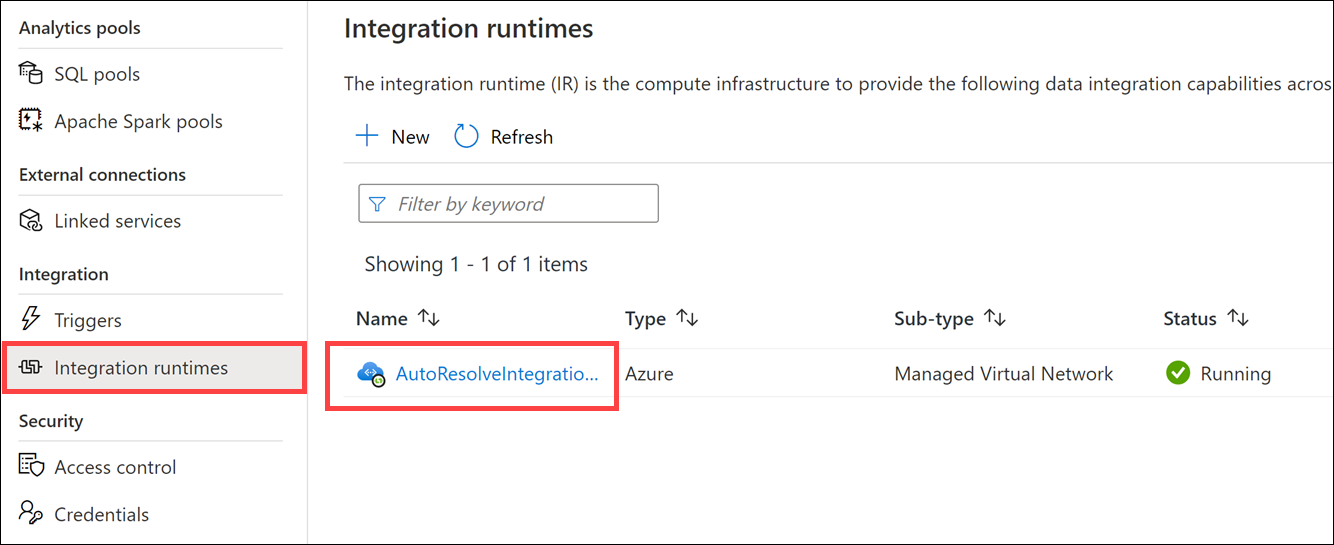 Analytics pools
SQL pools
Apache Spark pools
External connections
Linked services
Integration
Triggers
Integration runtimes
Security
Access control
Credentials
Integration runtimes
The integration runtime (IR) is the compute infrastructure to provide the following data integration capabilities acros
New Refresh
Filter by keyword
Showing 1 - 1 of 1 items
Name Type Sub-type Status
AutoResolveIntegratio... Azure Managed Virtual Network Running